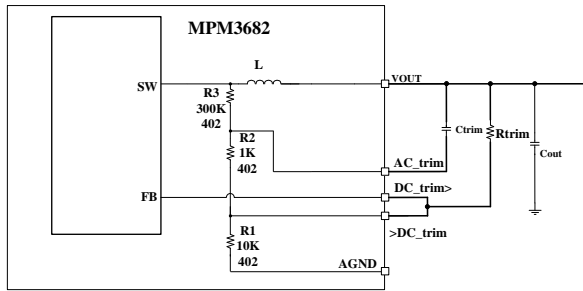 MPM3682
L
SW
VOUT
R3
300K
402
Ctrim
Rtrim
Cout
R2
1K
402
AC_trim
DC_trim>
FB
>DC_trim
R1
10K
402
AGND